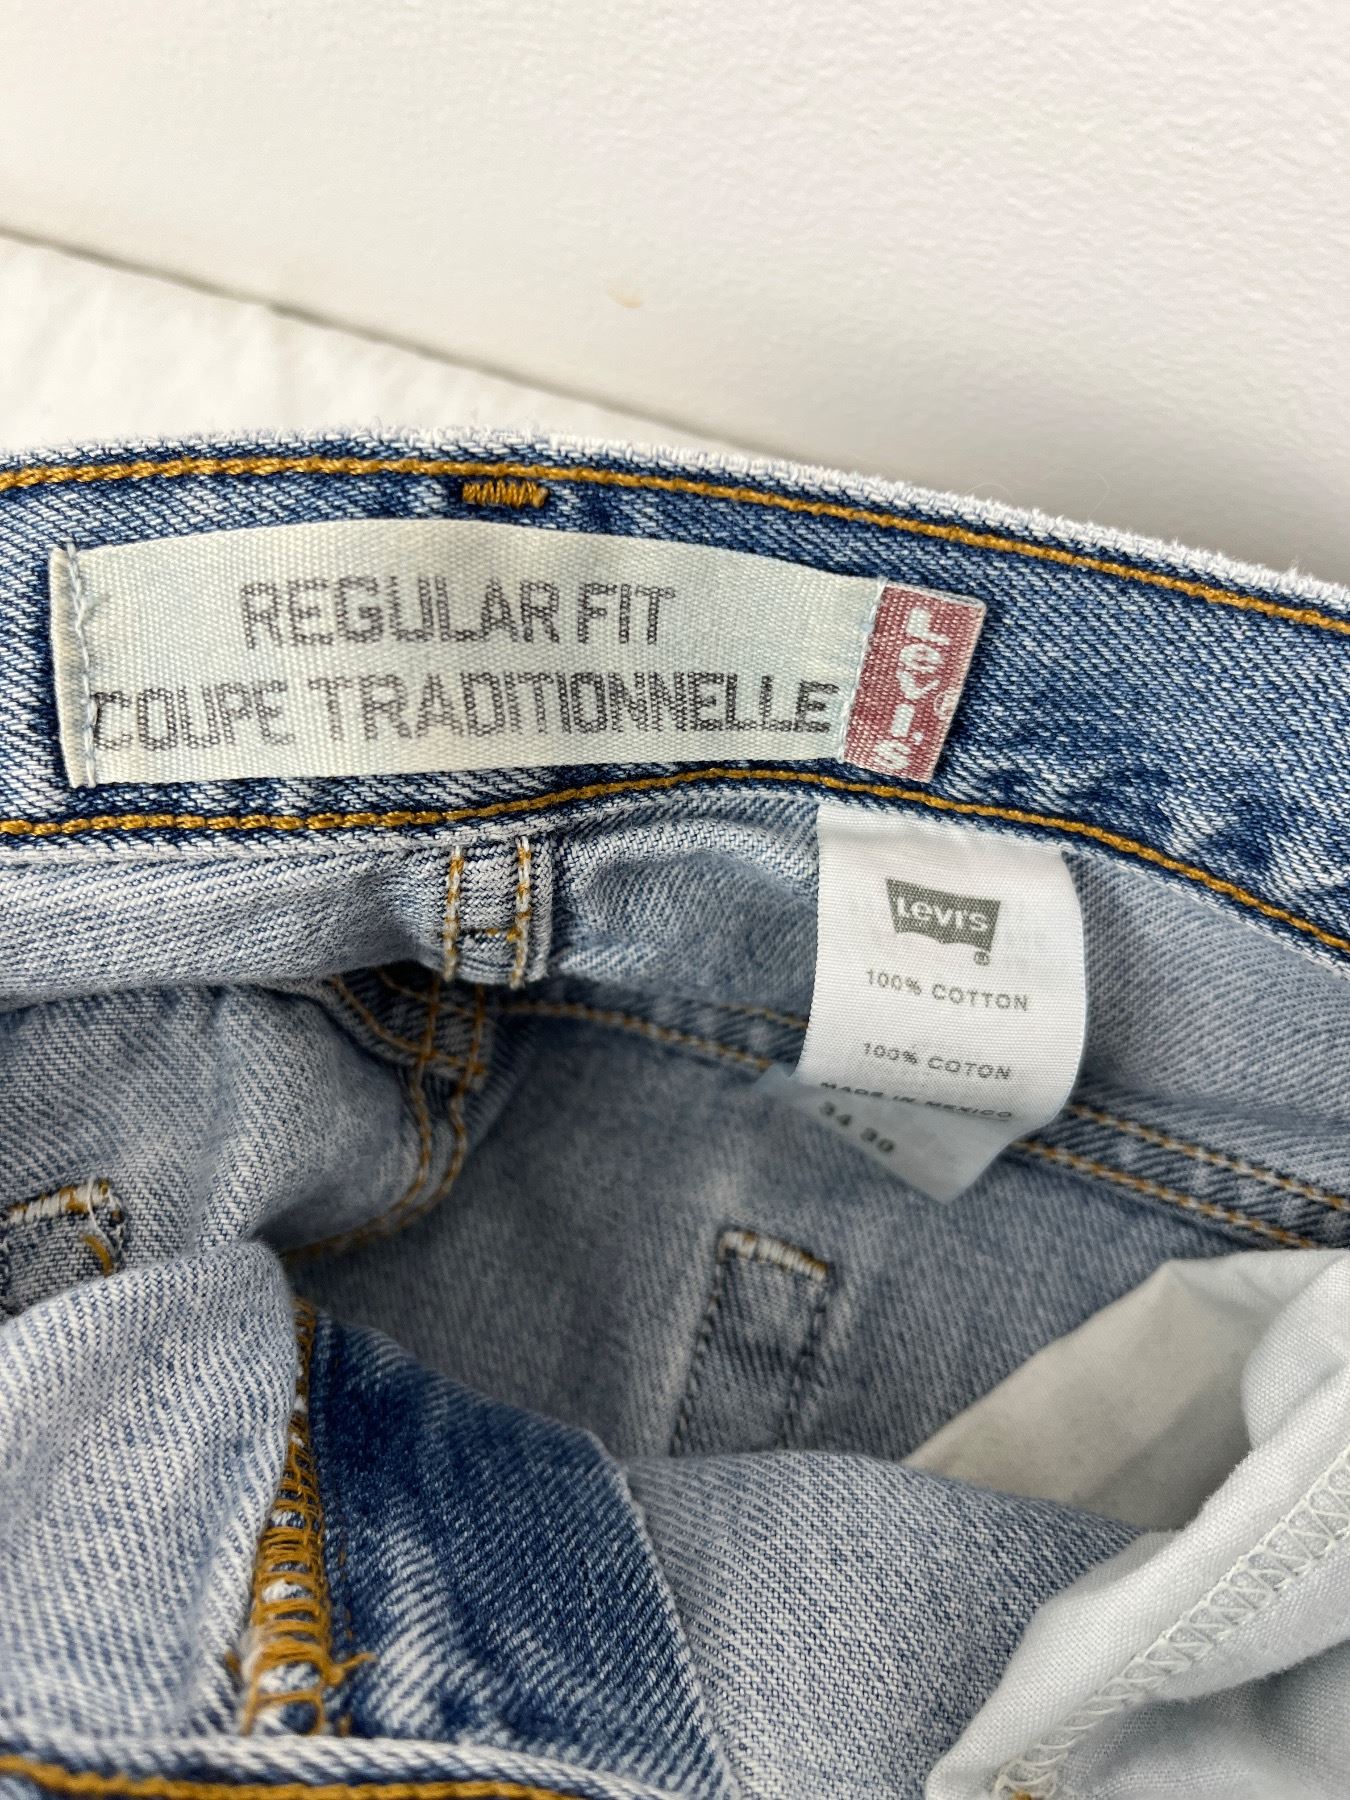 REGULAR FIT
COUPE TRADITIONNELLE
Levi's
LEVI'S
®
100% COTTON
100% COTON
MADE IN MEXICO
34 30